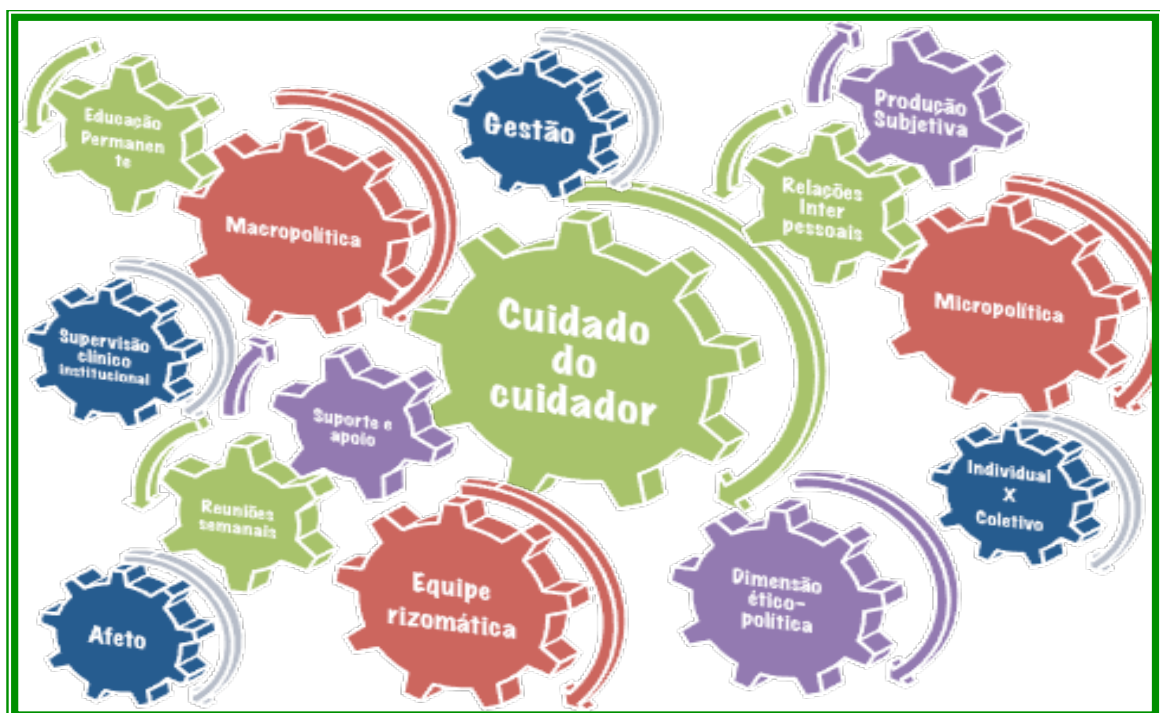 Educação
Permanen
te
Macropolítica
Gestão
Produção
Subjetiva
Relações
Inter
pessoais
Micropolítica
Cuidado
do
cuidador
Supervisão
clínico
institucional
Suporte e
apoio
Reuniões
semanais
Individual
X
Coletivo
Afeto
Equipe
rizomática
Dimensão
ético-
política